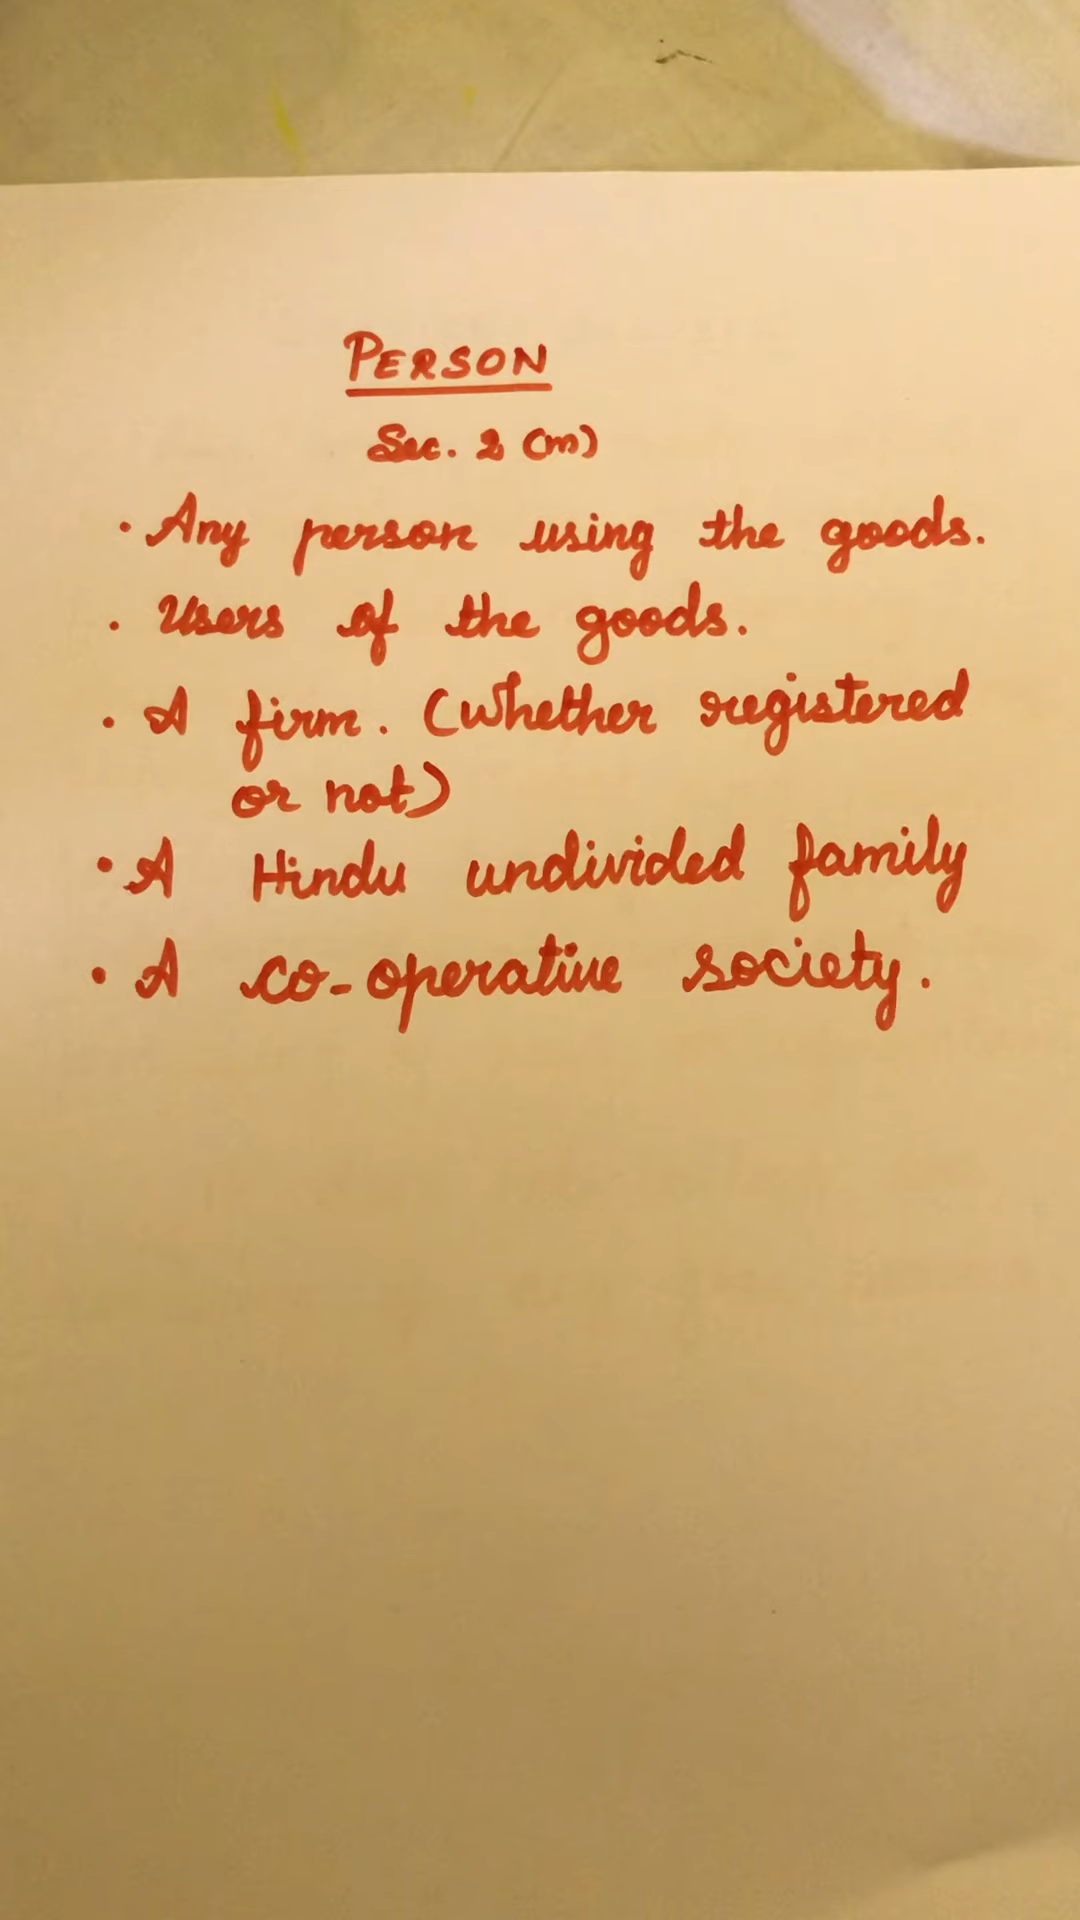 PERSON
Sec. 2 (m)
• Any person using the goods.
• Users of the goods.
• A firm. (Whether registered
or not)
• A Hindu undivided family
• A co-operative society.